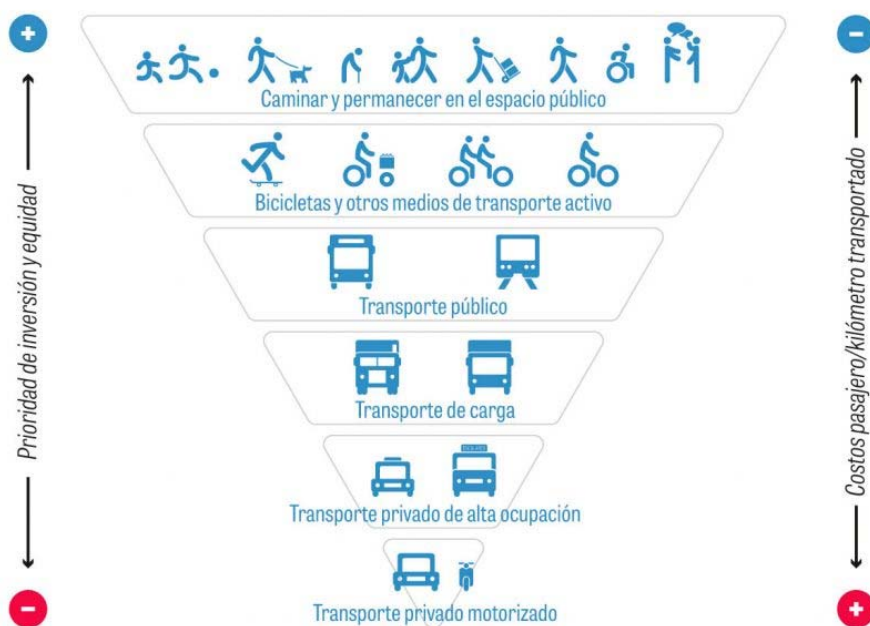 Caminar y permanecer en el espacio público
Bicicletas y otros medios de transporte activo
Transporte público
Transporte de carga
Transporte privado de alta ocupación
Transporte privado motorizado
Prioridad de inversión y equidad
Costos pasajero/kilómetro transportado